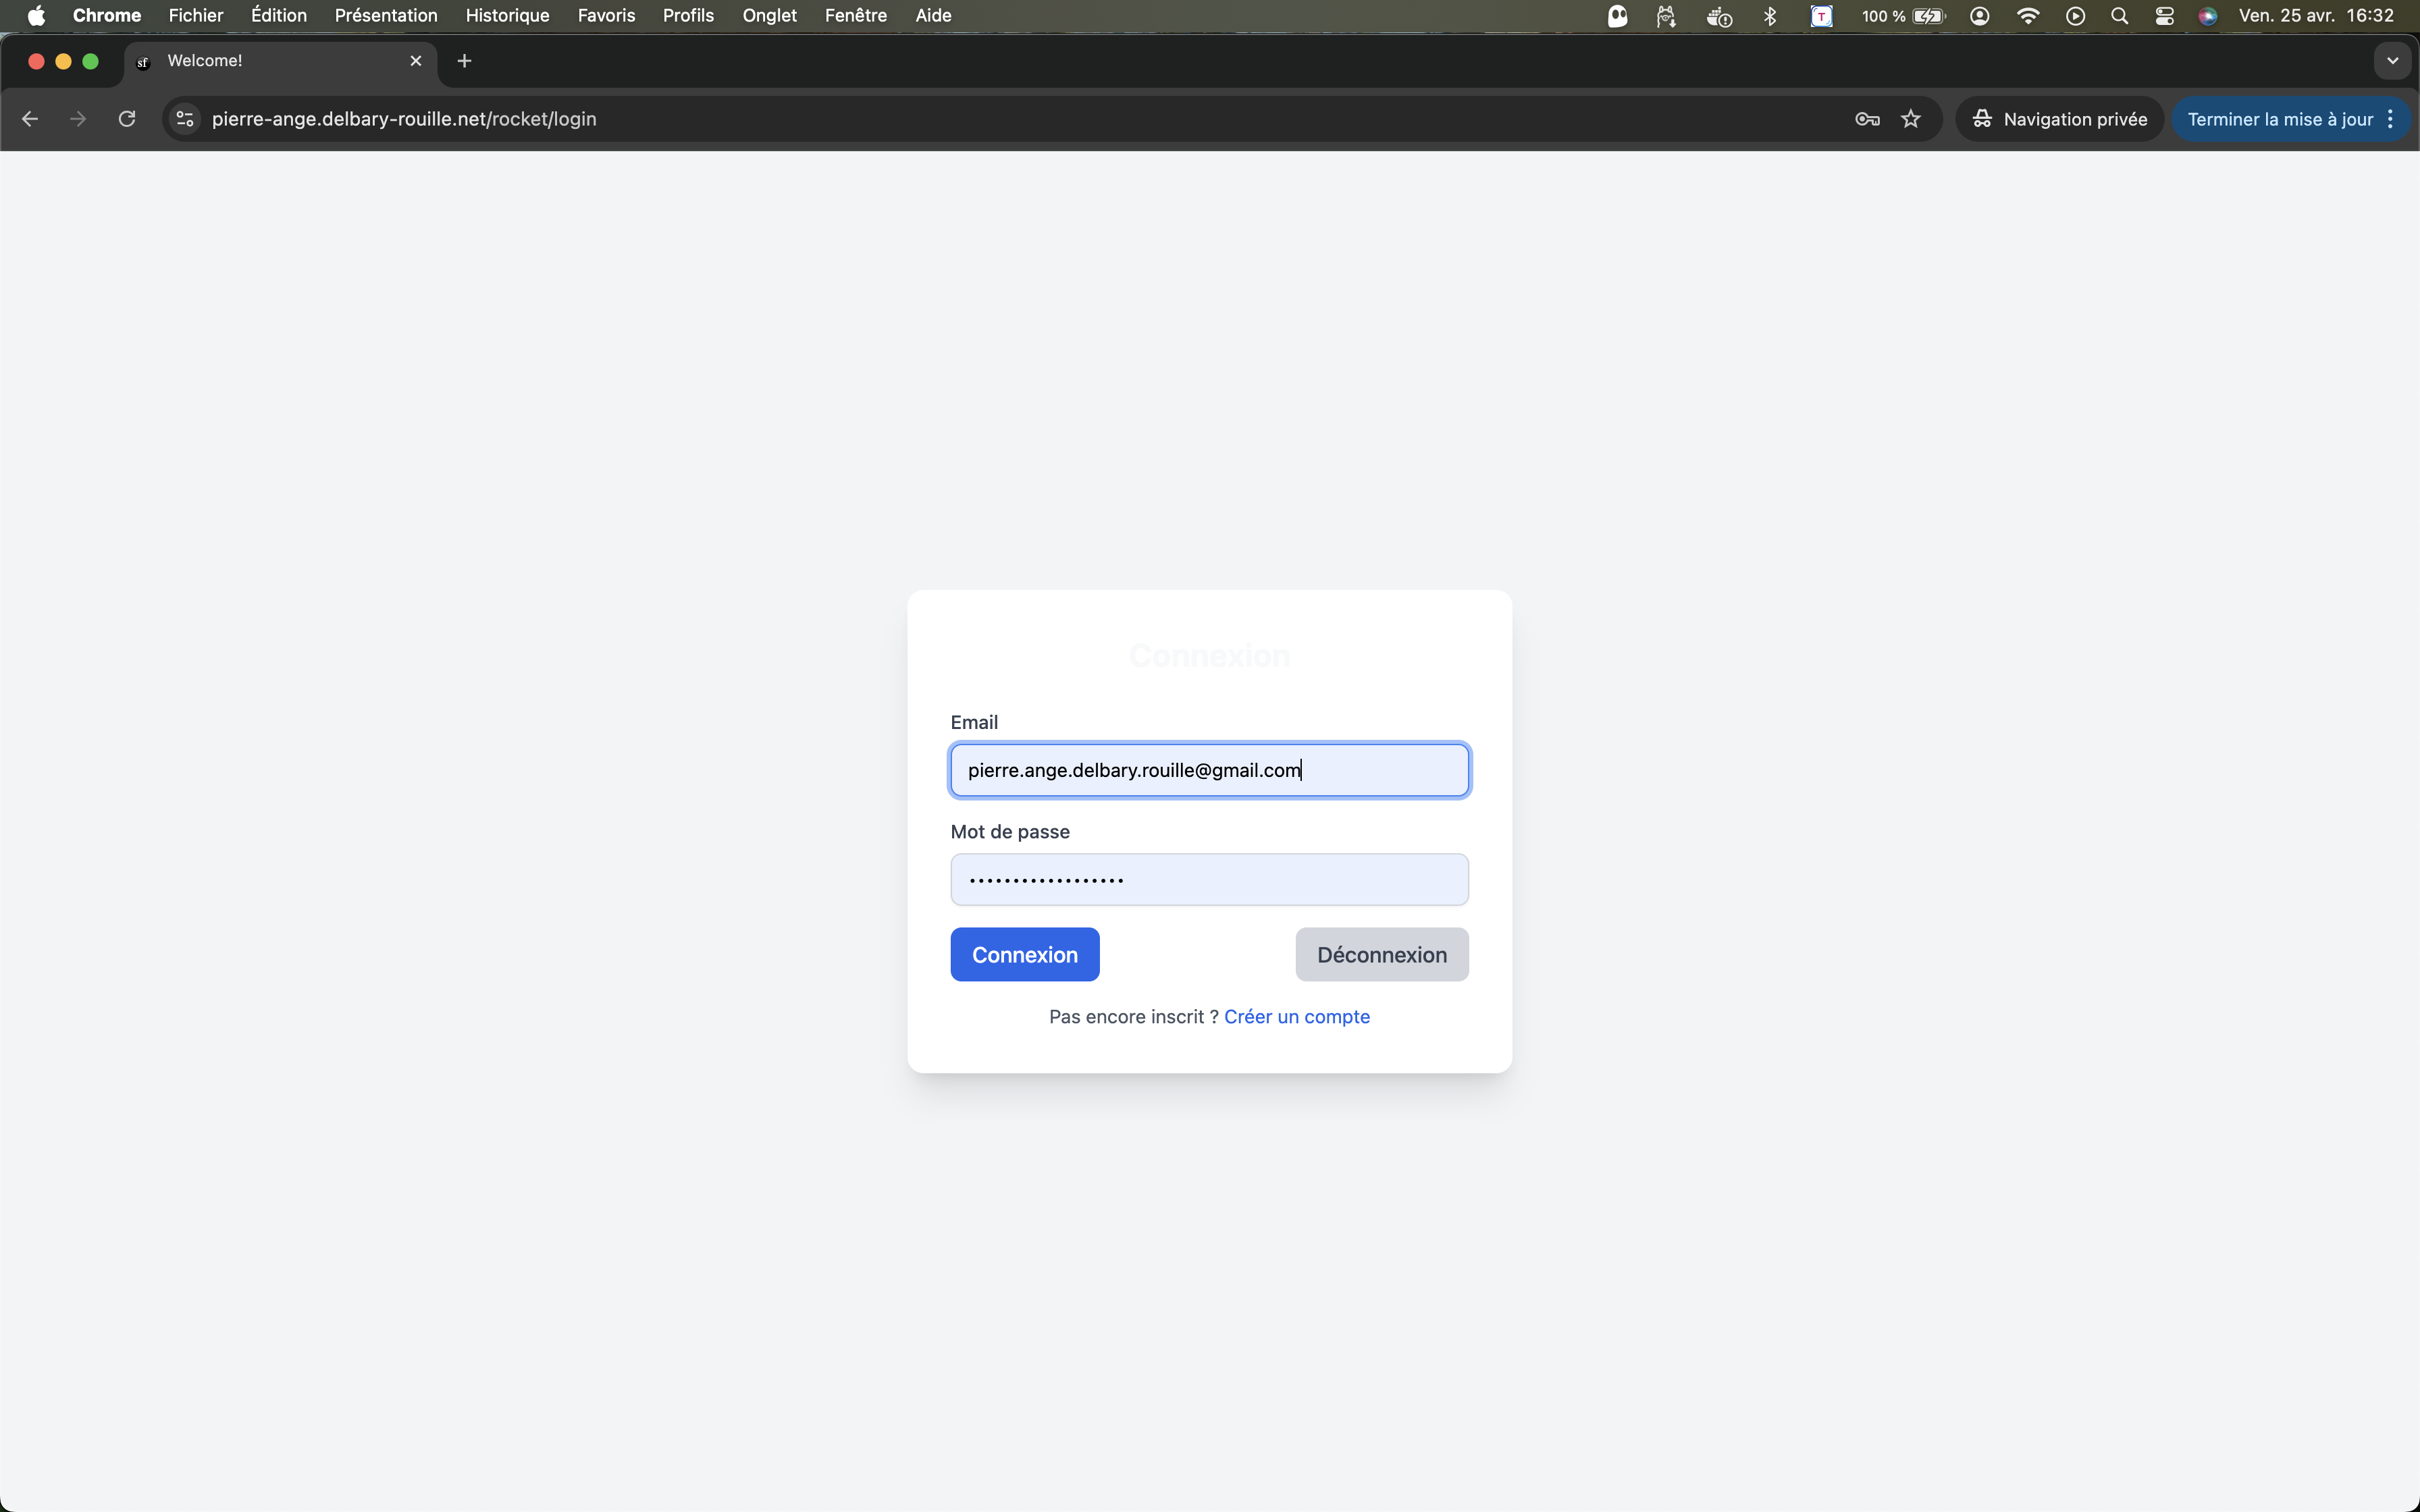 Chrome Fichier Édition Présentation Historique Favoris Profils Onglet Fenêtre Aide T 100 % Ven. 25 avr. 16:32
sf Welcome!
pierre-ange.delbary-rouille.net/rocket/login Navigation privée Terminer la mise à jour
Connexion
Email
pierre.ange.delbary.rouille@gmail.com
Mot de passe
••••••••••••••••••
Connexion Déconnexion
Pas encore inscrit ? Créer un compte